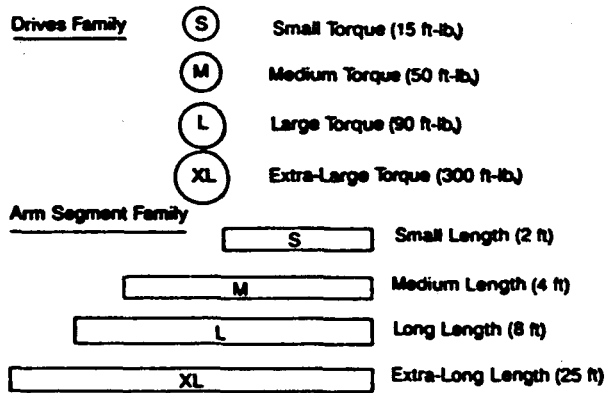 Drives Family
S Small Torque (15 ft-lb.)
M Medium Torque (50 ft-lb.)
L Large Torque (90 ft-lb.)
XL Extra-Large Torque (300 ft-lb.)
Arm Segment Family
S Small Length (2 ft)
M Medium Length (4 ft)
L Long Length (8 ft)
XL Extra-Long Length (25 ft)